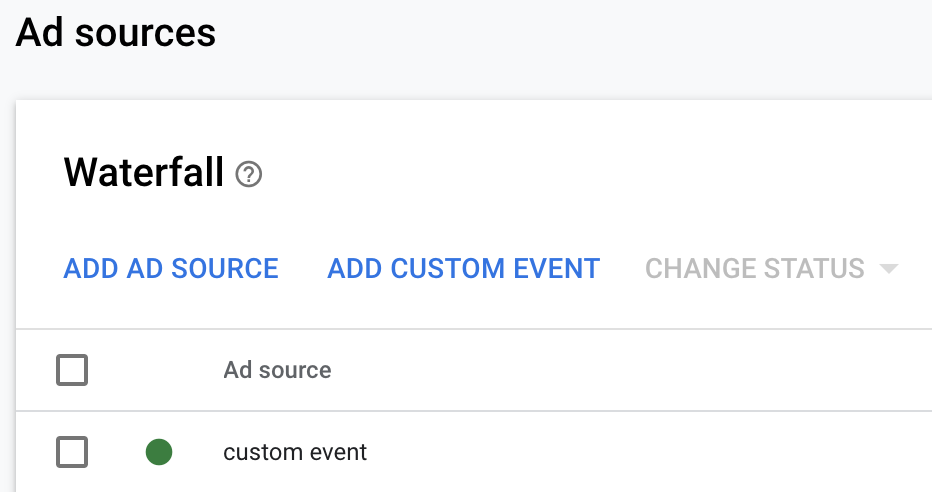 Ad sources
Waterfall
ADD AD SOURCE ADD CUSTOM EVENT CHANGE STATUS
Ad source
custom event